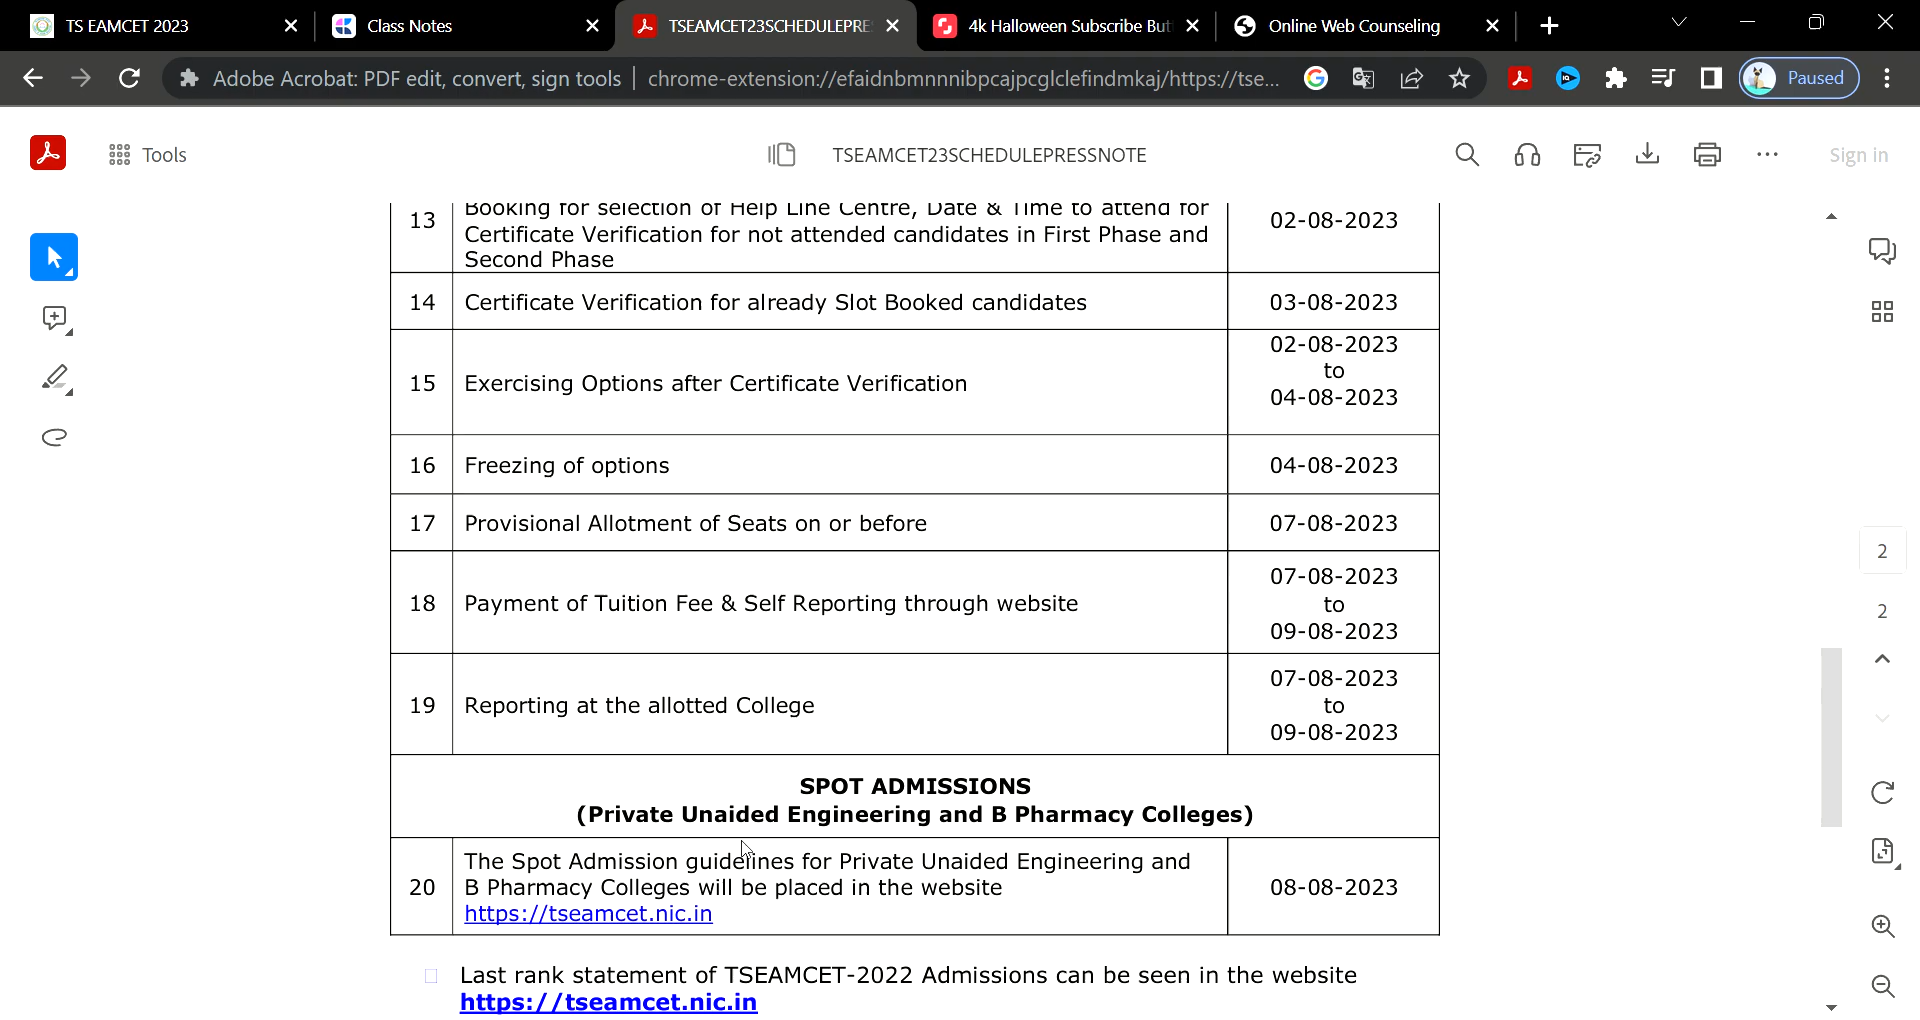 TS EAMCET 2023
Class Notes
TSEAMCET23SCHEDULEPRE
4k Halloween Subscribe But
Online Web Counseling
Adobe Acrobat: PDF edit, convert, sign tools
chrome-extension://efaidnbmnnnibpcajpcglclefindmkaj/https://tse...
Paused
Tools
TSEAMCET23SCHEDULEPRESSNOTE
Sign in
13
Booking for selection of Help Line Centre, Date & Time to attend for
Certificate Verification for not attended candidates in First Phase and
Second Phase
02-08-2023
14
Certificate Verification for already Slot Booked candidates
03-08-2023
15
Exercising Options after Certificate Verification
02-08-2023
to
04-08-2023
16
Freezing of options
04-08-2023
17
Provisional Allotment of Seats on or before
07-08-2023
18
Payment of Tuition Fee & Self Reporting through website
07-08-2023
to
09-08-2023
19
Reporting at the allotted College
07-08-2023
to
09-08-2023
SPOT ADMISSIONS
(Private Unaided Engineering and B Pharmacy Colleges)
20
The Spot Admission guidelines for Private Unaided Engineering and
B Pharmacy Colleges will be placed in the website
https://tseamcet.nic.in
08-08-2023
Last rank statement of TSEAMCET-2022 Admissions can be seen in the website
https://tseamcet.nic.in
2
2